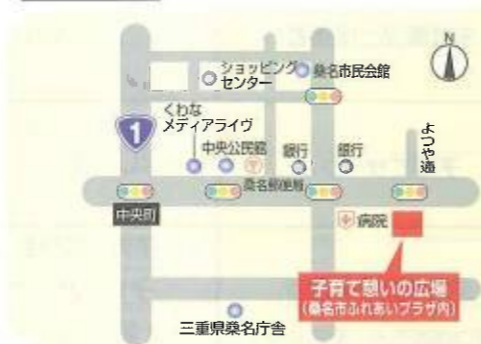 ショッピング
センター
桑名市民会館
N
くわな
メディアライヴ
1
中央公民館
銀行
銀行
よつや通
桑名郵便局
中央町
病院
子育て憩いの広場
(桑名市ふれあいプラザ内)
三重県桑名庁舎